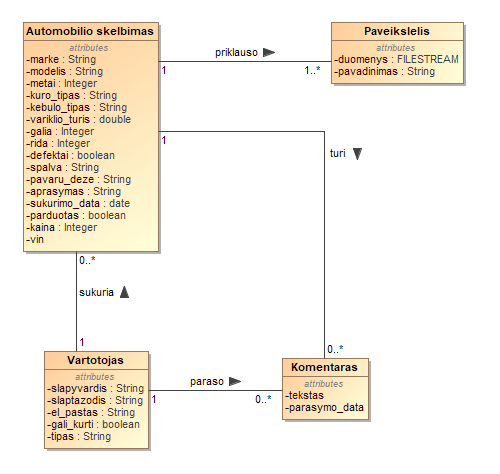 Automobilio skelbimas
attributes
-marke : String
-modelis : String
-metai : Integer
-kuro_tipas : String
-kebulo_tipas : String
-variklio_turis : double
-galia : Integer
-rida : Integer
-defektai : boolean
-spalva : String
-pavaru_deze : String
-aprasymas : String
-sukurimo_data : date
-parduotas : boolean
-kaina : Integer
-vin
priklauso
1
1..*
Paveikslelis
attributes
-duomenys : FILESTREAM
-pavadinimas : String
1
turi
0..*
0..*
sukuria
1
Vartotojas
attributes
-slapyvardis : String
-slaptazodis : String
-el_pastas : String
-gali_kurti : boolean
-tipas : String
paraso
1
0..*
Komentaras
attributes
-tekstas
-parasymo_data